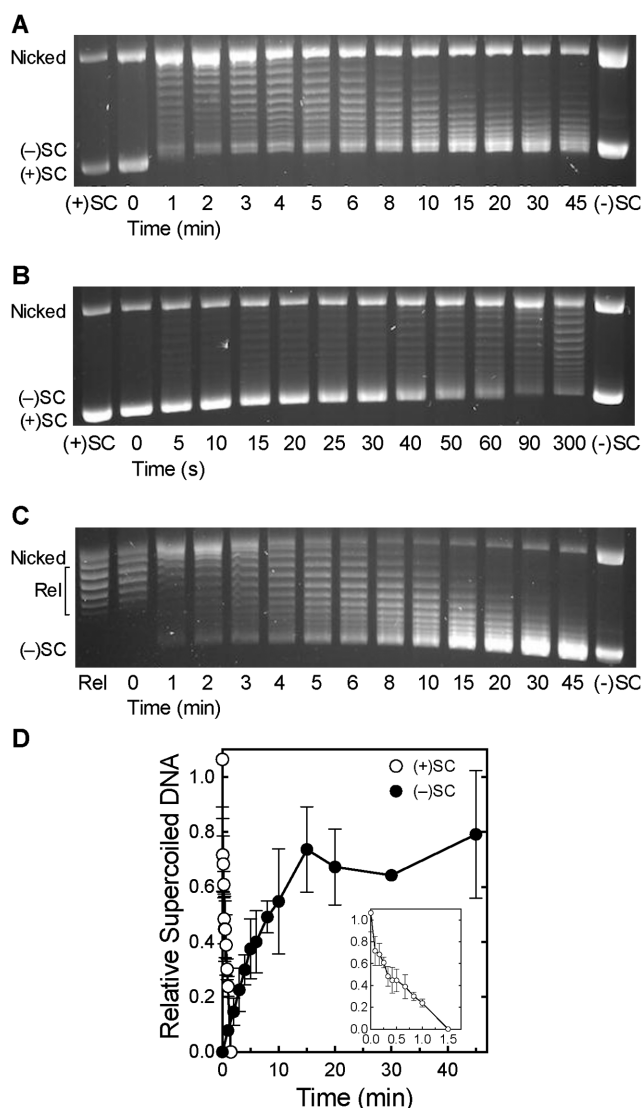 A
Nicked
(–)SC
(+)SC
(+)SC 0 1 2 3 4 5 6 8 10 15 20 30 45 (-)SC
Time (min)
B
Nicked
(–)SC
(+)SC
(+)SC 0 5 10 15 20 25 30 40 50 60 90 300 (-)SC
Time (s)
C
Nicked
Rel
(–)SC
Rel 0 1 2 3 4 5 6 8 10 15 20 30 45 (-)SC
Time (min)
D
Relative Supercoiled DNA
1.0
0.8
0.6
0.4
0.2
0.0
(+)SC
(–)SC
1.0
0.8
0.6
0.4
0.2
0.0
0.0 0.5 1.0 1.5
0 10 20 30 40
Time (min)